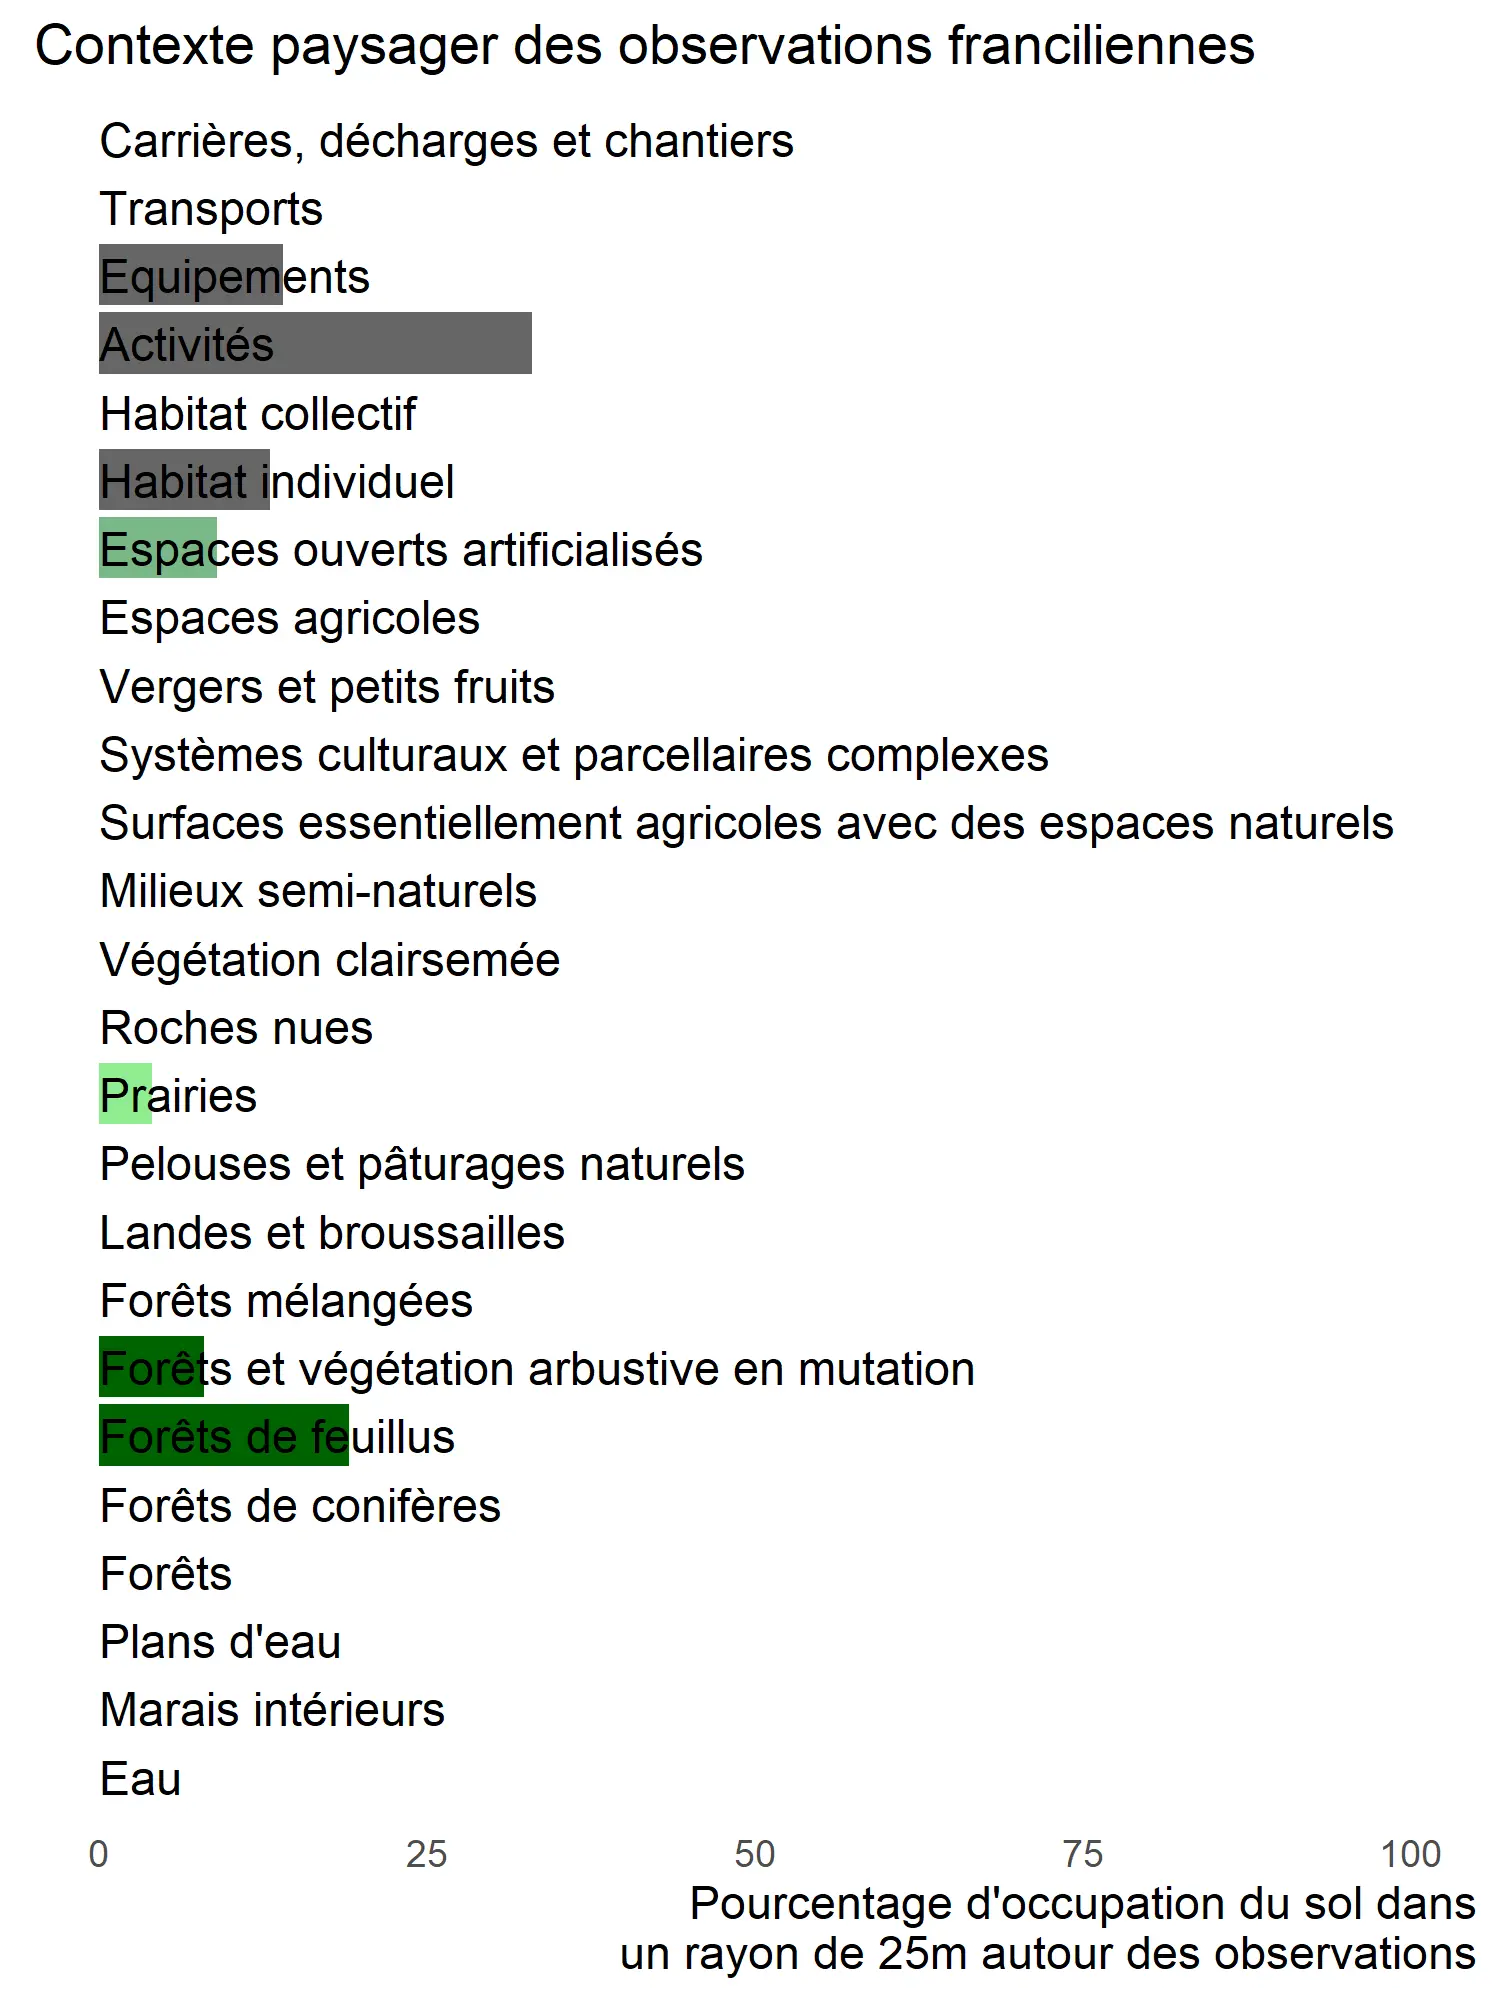 Contexte paysager des observations franciliennes
Carrières, décharges et chantiers
Transports
Equipements
Activités
Habitat collectif
Habitat individuel
Espaces ouverts artificialisés
Espaces agricoles
Vergers et petits fruits
Systèmes culturaux et parcellaires complexes
Surfaces essentiellement agricoles avec des espaces naturels
Milieux semi-naturels
Végétation clairsemée
Roches nues
Prairies
Pelouses et pâturages naturels
Landes et broussailles
Forêts mélangées
Forêts et végétation arbustive en mutation
Forêts de feuillus
Forêts de conifères
Forêts
Plans d'eau
Marais intérieurs
Eau
0 25 50 75 100
Pourcentage d'occupation du sol dans
un rayon de 25m autour des observations